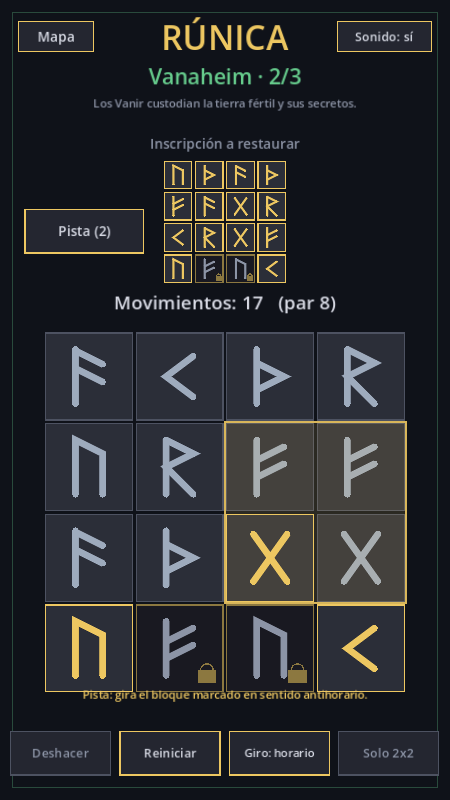 Mapa
RÚNICA
Sonido: sí
Vanaheim · 2/3
Los Vanir custodian la tierra fértil y sus secretos.
Inscripción a restaurar
ᚢ ᚦ ᚨ ᚦ
ᚠ ᚨ ᚷ ᚱ
ᚲ ᚱ ᚷ ᚠ
ᚢ ᚠ ᚢ ᚲ
Pista (2)
Movimientos: 17 (par 8)
ᚨ ᚲ ᚦ ᚱ
ᚢ ᚱ ᚠ ᚠ
ᚨ ᚦ ᚷ ᚷ
ᚢ ᚠ ᚢ ᚲ
Pista: gira el bloque marcado en sentido antihorario.
Deshacer
Reiniciar
Giro: horario
Solo 2x2